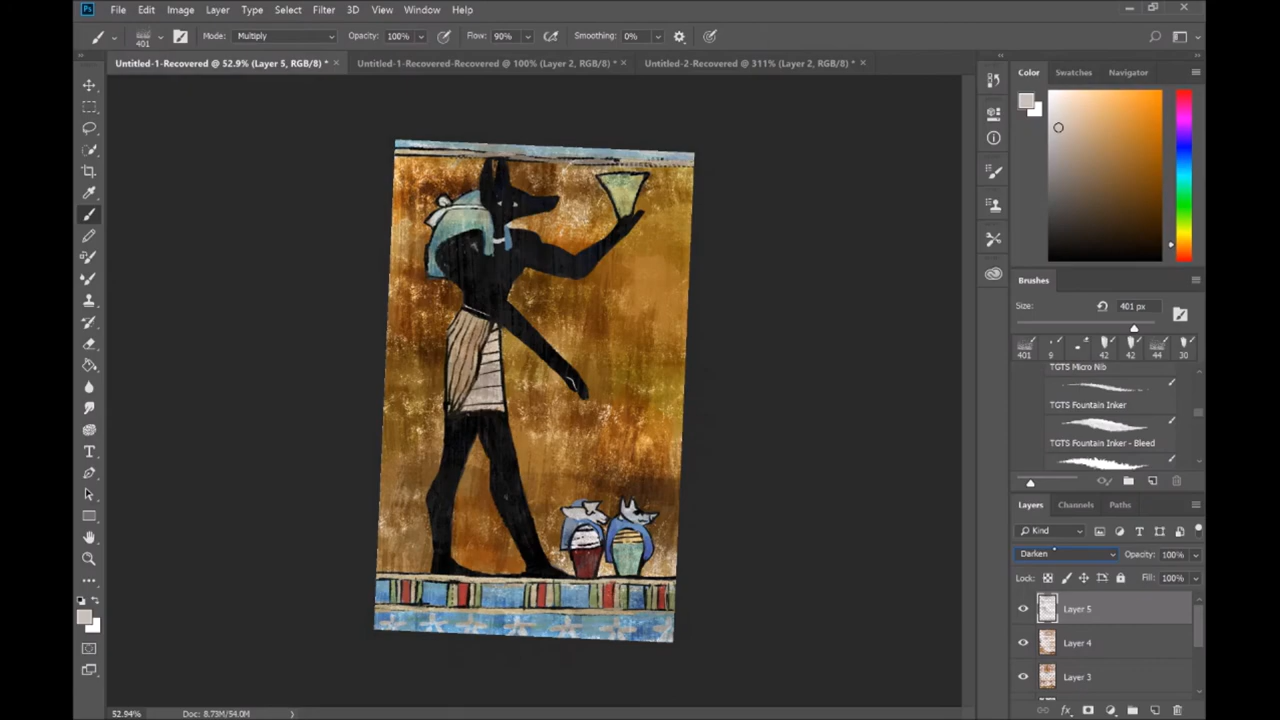 Ps File Edit Image Layer Type Select Filter 3D View Window Help
401 Mode: Multiply Opacity: 100% Flow: 90% Smoothing: 0%
Untitled-1-Recovered @ 52.9% (Layer 5, RGB/8) * × Untitled-1-Recovered-Recovered @ 100% (Layer 2, RGB/8) * × Untitled-2-Recovered @ 311% (Layer 2, RGB/8) * ×
Color Swatches Navigator
Brushes
Size: 401 px
401 9 42 42 44 30
TGTS Micro Nib
TGTS Fountain Inker
TGTS Fountain Inker - Bleed
Layers Channels Paths
Kind
Darken Opacity: 100%
Lock: Fill: 100%
Layer 5
Layer 4
Layer 3
fx
52.94% Doc: 8.73M/54.0M